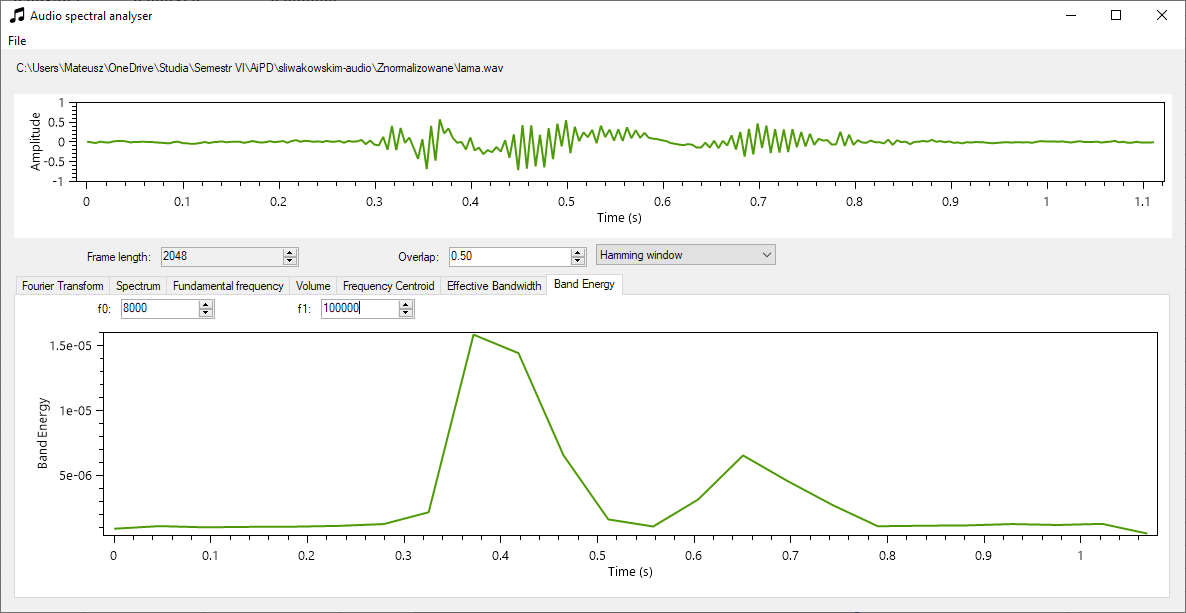 Audio spectral analyser
File
C:\Users\Mateusz\OneDrive\Studia\Semestr VI\AiPD\sliwakowskim-audio\Znormalizowane\lama.wav
Amplitude
1
0.5
0
-0.5
-1
0 0.1 0.2 0.3 0.4 0.5 0.6 0.7 0.8 0.9 1 1.1
Time (s)
Frame length: 2048 Overlap: 0.50 Hamming window
Fourier Transform Spectrum Fundamental frequency Volume Frequency Centroid Effective Bandwidth Band Energy
f0: 8000 f1: 100000
Band Energy
1.5e-05
1e-05
5e-06
0 0.1 0.2 0.3 0.4 0.5 0.6 0.7 0.8 0.9 1
Time (s)